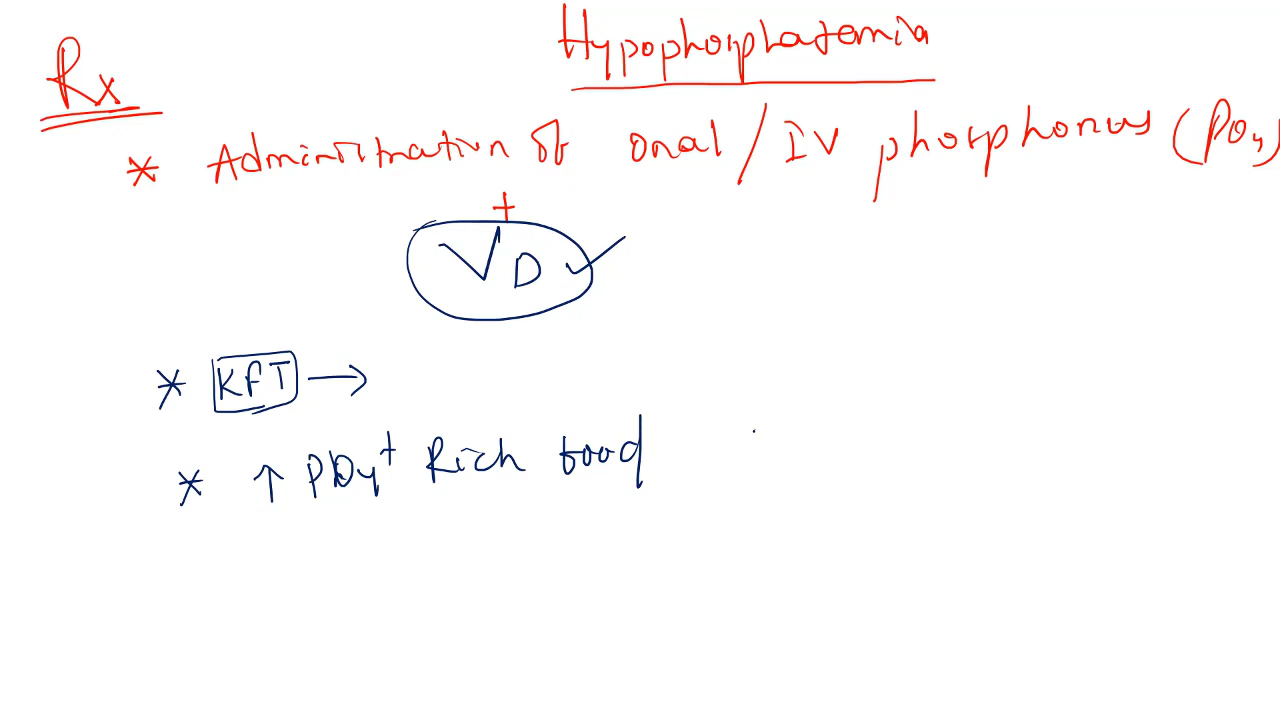 Hypophosphatemia
Rx
* Administration of oral / IV phosphorus (PO4)
+
VD ✓
* KFT →
* ↑ PO4+ Rich food